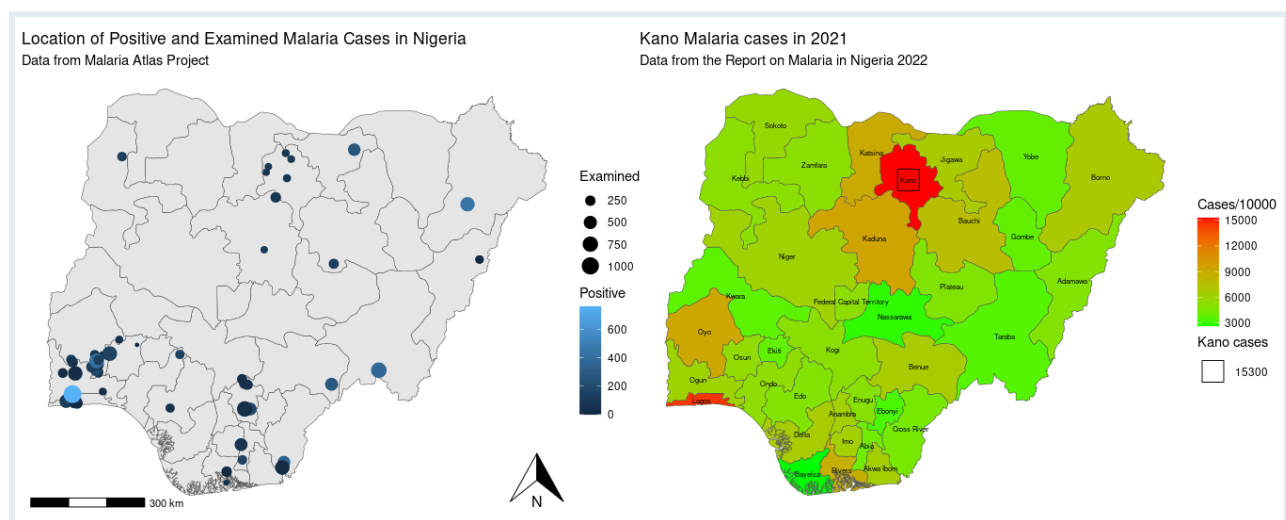 Location of Positive and Examined Malaria Cases in Nigeria
Data from Malaria Atlas Project
Examined
250
500
750
1000
Positive
600
400
200
0
300 km
N
Kano Malaria cases in 2021
Data from the Report on Malaria in Nigeria 2022
Sokoto
Katsina
Jigawa
Yobe
Zamfara
Kebbi
Kano
Borno
Bauchi
Kaduna
Gombe
Niger
Adamawa
Plateau
Kwara
Federal Capital Territory
Nassarawa
Oyo
Taraba
Ekiti
Kogi
Osun
Benue
Ogun
Ondo
Edo
Enugu
Lagos
Anambra
Ebonyi
Delta
Imo
Cross River
Abia
Bayelsa
Rivers
Akwa Ibom
Cases/10000
15000
12000
9000
6000
3000
Kano cases
15300